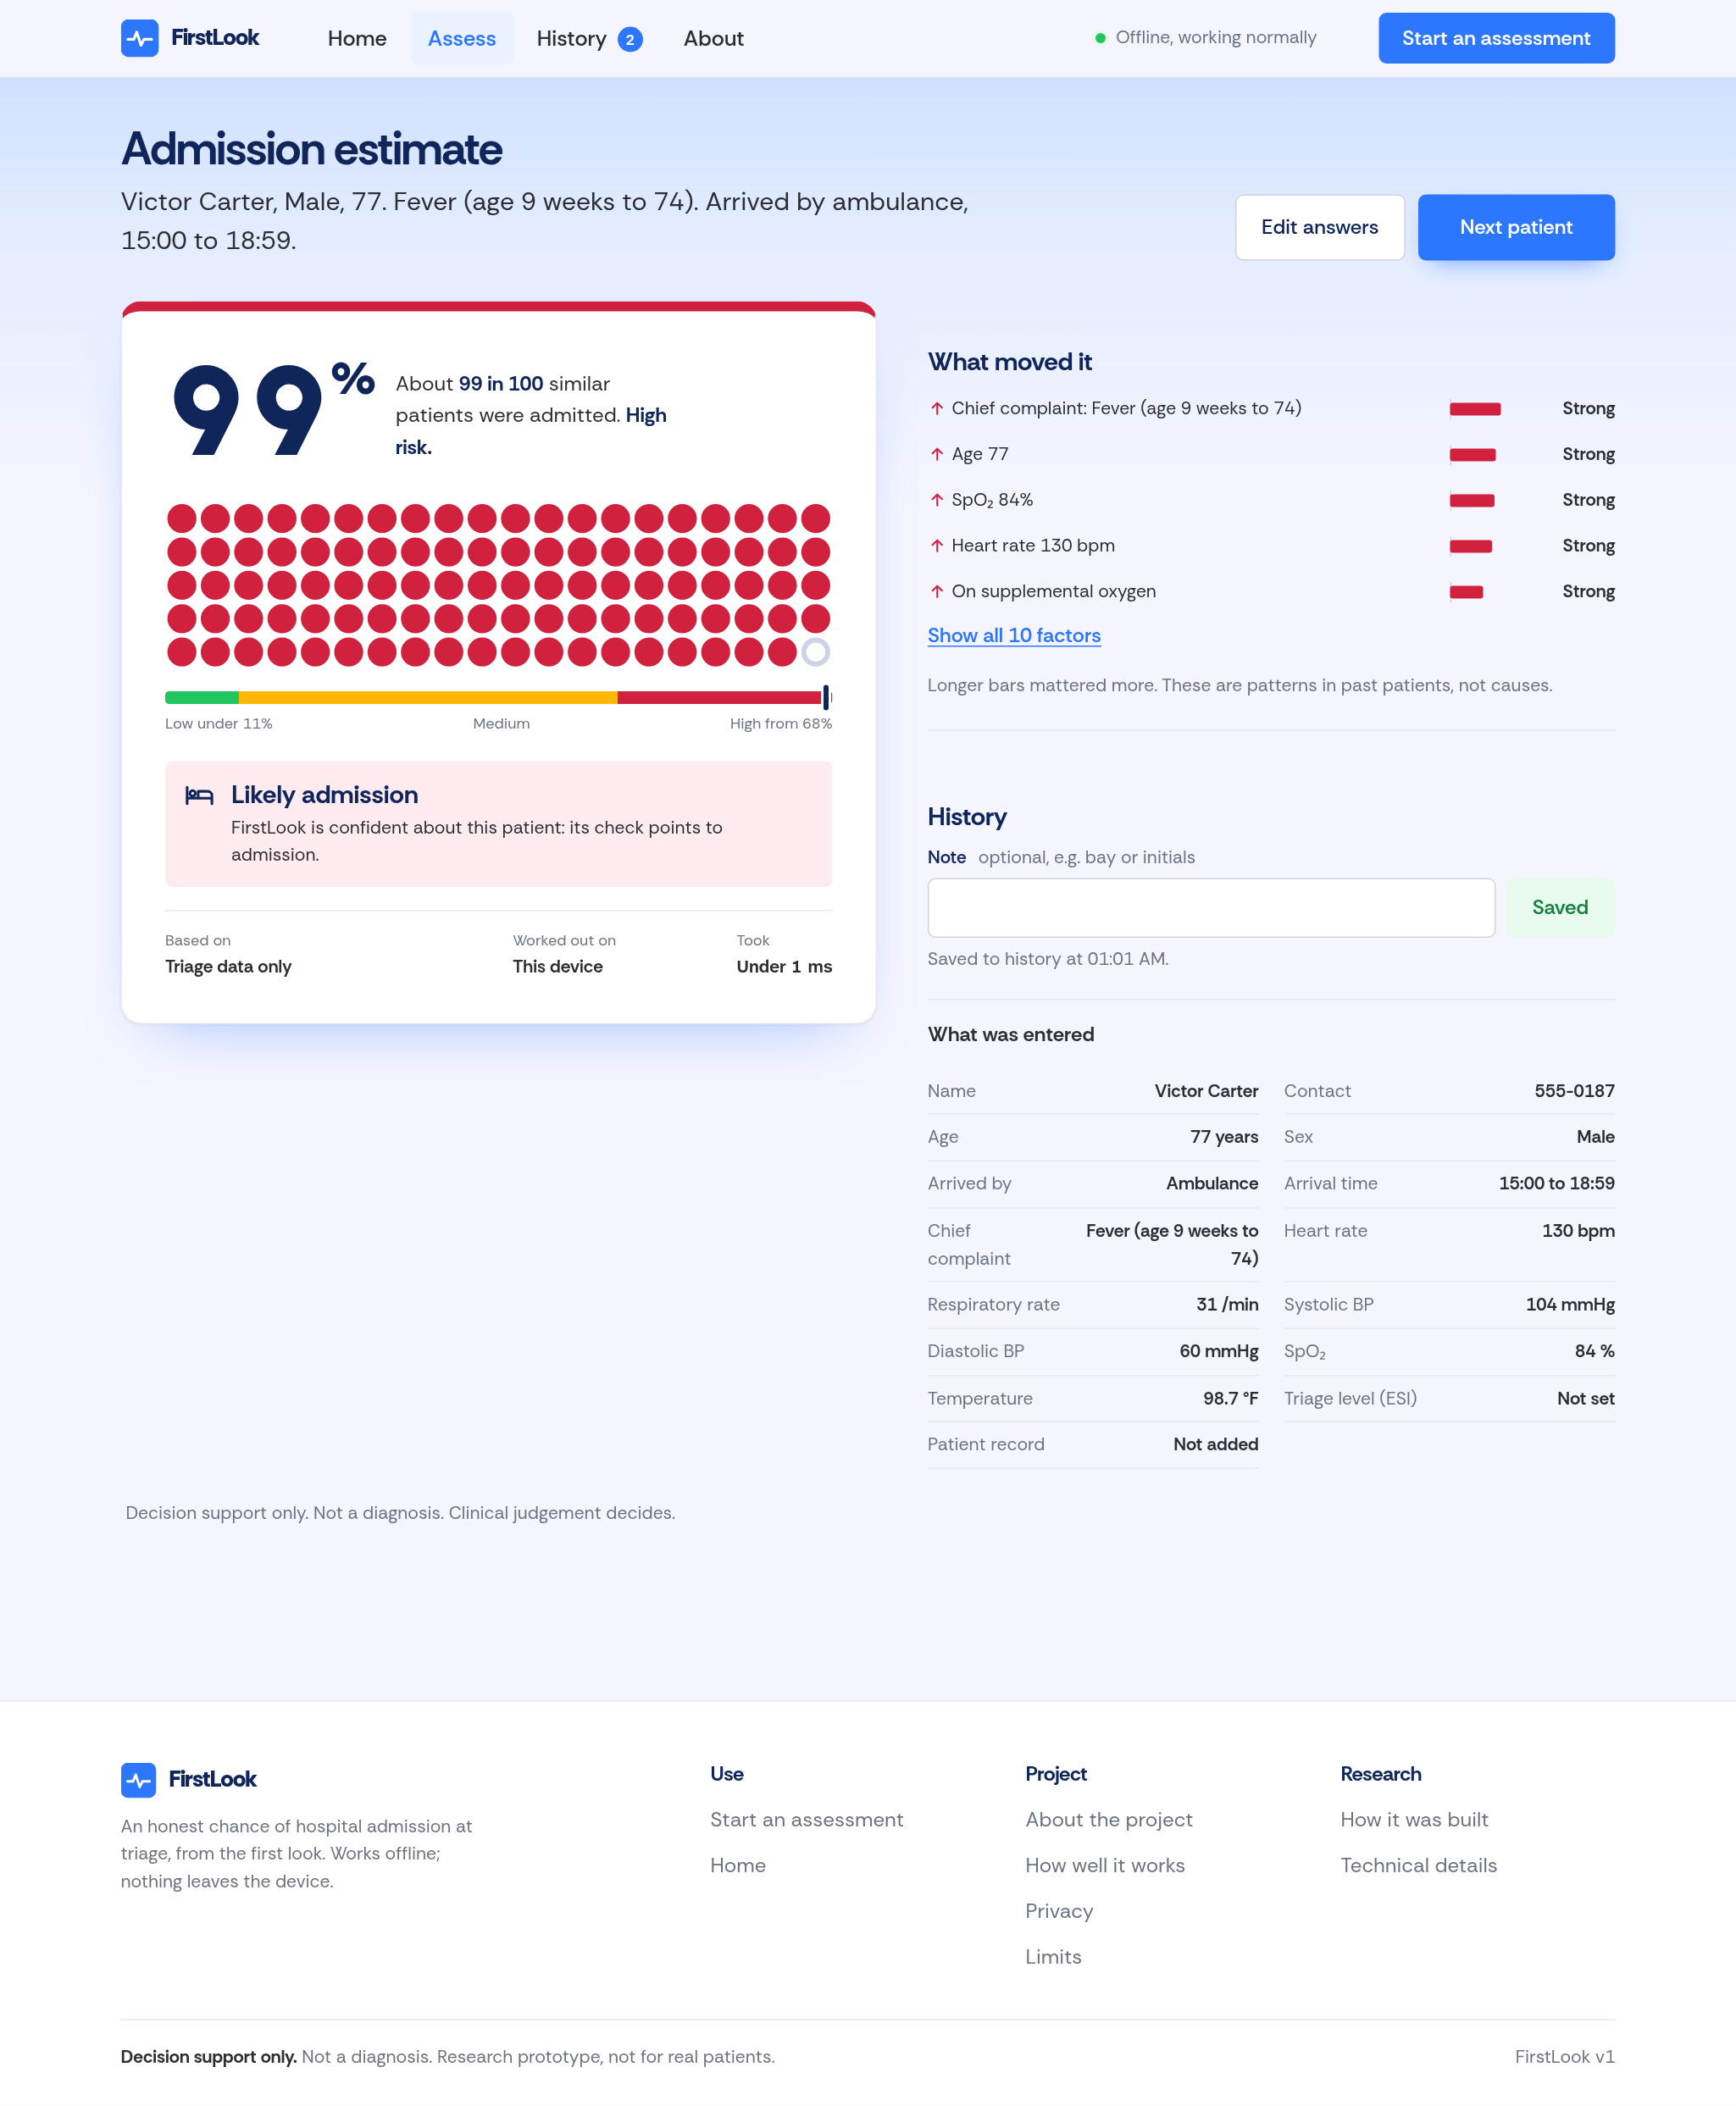 FirstLook
Home
Assess
History 2
About
Offline, working normally
Start an assessment
Admission estimate
Victor Carter, Male, 77. Fever (age 9 weeks to 74). Arrived by ambulance,
15:00 to 18:59.
Edit answers
Next patient
99%
About 99 in 100 similar
patients were admitted. High
risk.
Low under 11%
Medium
High from 68%
Likely admission
FirstLook is confident about this patient: its check points to
admission.
Based on
Triage data only
Worked out on
This device
Took
Under 1 ms
What moved it
↑ Chief complaint: Fever (age 9 weeks to 74) Strong
↑ Age 77 Strong
↑ SpO₂ 84% Strong
↑ Heart rate 130 bpm Strong
↑ On supplemental oxygen Strong
Show all 10 factors
Longer bars mattered more. These are patterns in past patients, not causes.
History
Note optional, e.g. bay or initials
Saved
Saved to history at 01:01 AM.
What was entered
Name Victor Carter
Contact 555-0187
Age 77 years
Sex Male
Arrived by Ambulance
Arrival time 15:00 to 18:59
Chief Fever (age 9 weeks to
complaint 74)
Heart rate 130 bpm
Respiratory rate 31 /min
Systolic BP 104 mmHg
Diastolic BP 60 mmHg
SpO₂ 84 %
Temperature 98.7 °F
Triage level (ESI) Not set
Patient record Not added
Decision support only. Not a diagnosis. Clinical judgement decides.
FirstLook
An honest chance of hospital admission at
triage, from the first look. Works offline;
nothing leaves the device.
Use
Start an assessment
Home
Project
About the project
How well it works
Privacy
Limits
Research
How it was built
Technical details
Decision support only. Not a diagnosis. Research prototype, not for real patients.
FirstLook v1